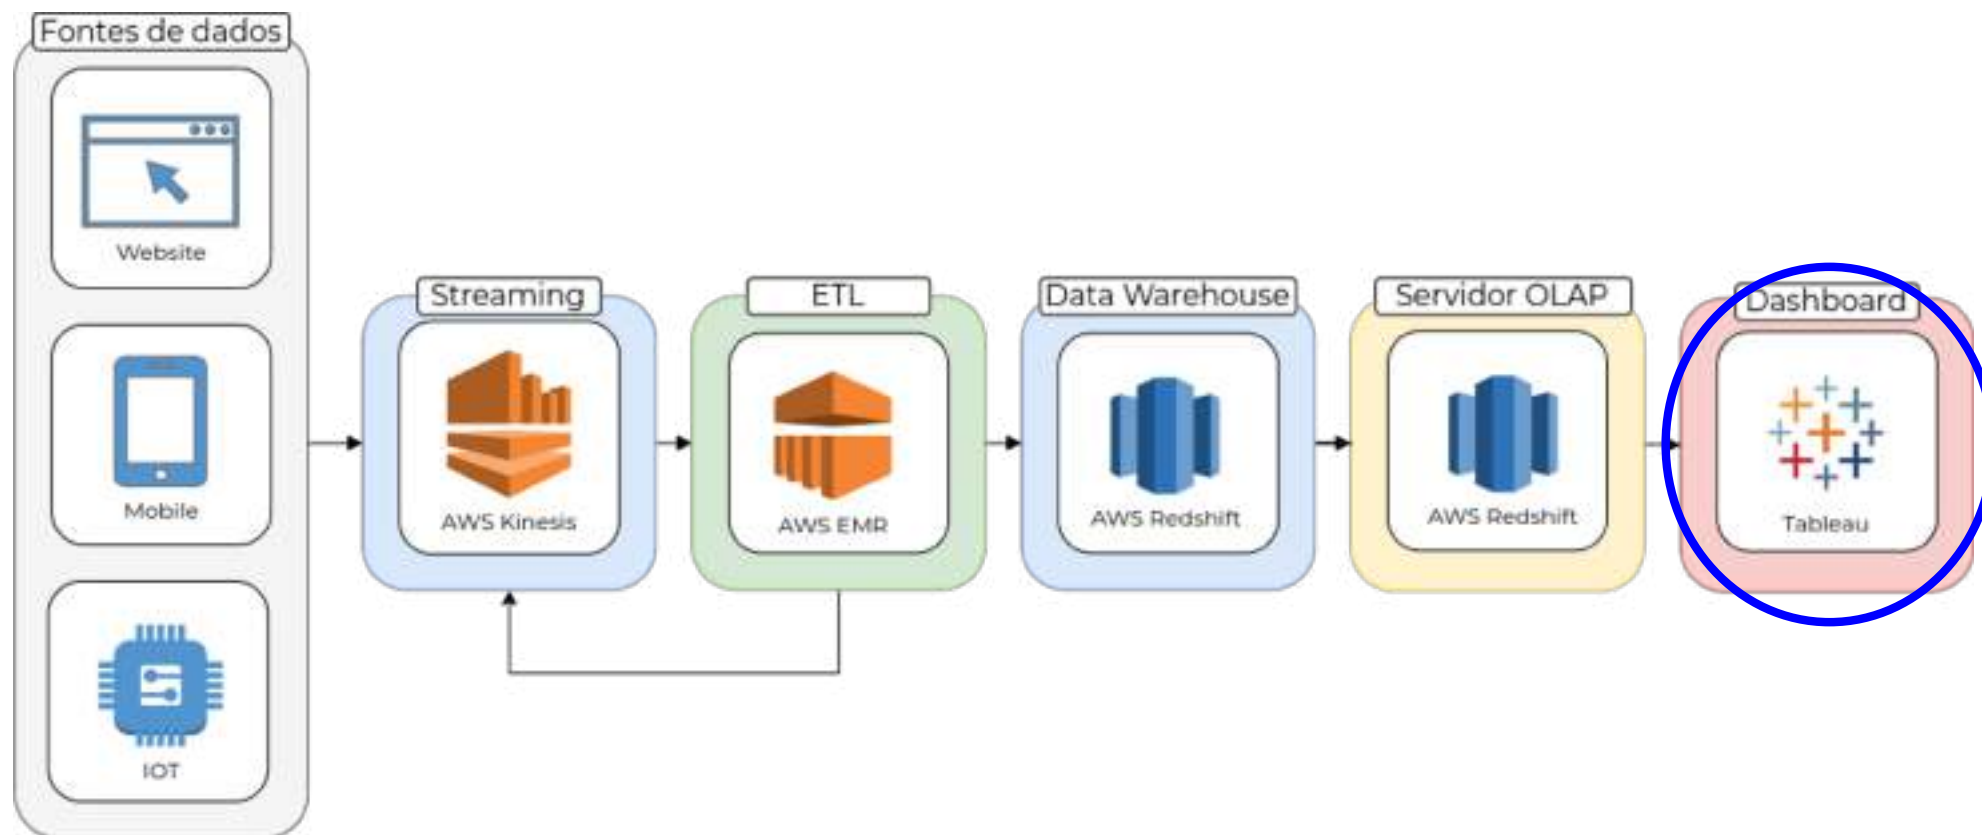 Fontes de dados
Website
Mobile
IOT
Streaming
AWS Kinesis
ETL
AWS EMR
Data Warehouse
AWS Redshift
Servidor OLAP
AWS Redshift
Dashboard
Tableau